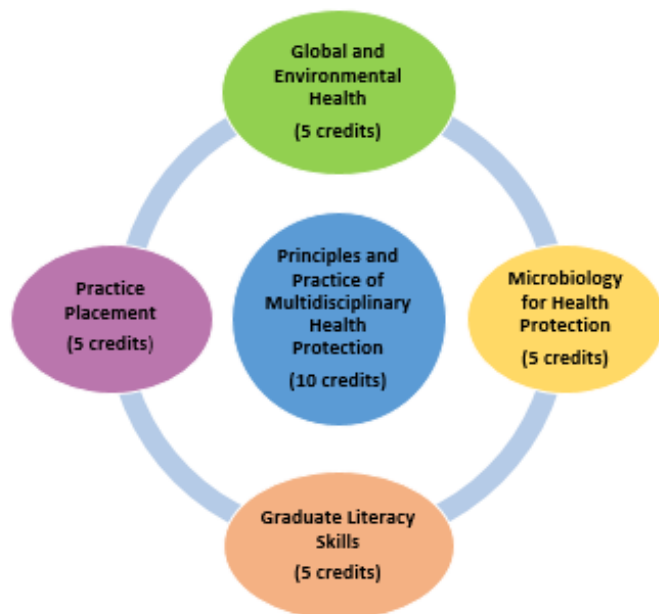 Global and
Environmental
Health
(5 credits)
Practice
Placement
(5 credits)
Principles and
Practice of
Multidisciplinary
Health
Protection
(10 credits)
Microbiology
for Health
Protection
(5 credits)
Graduate Literacy
Skills
(5 credits)